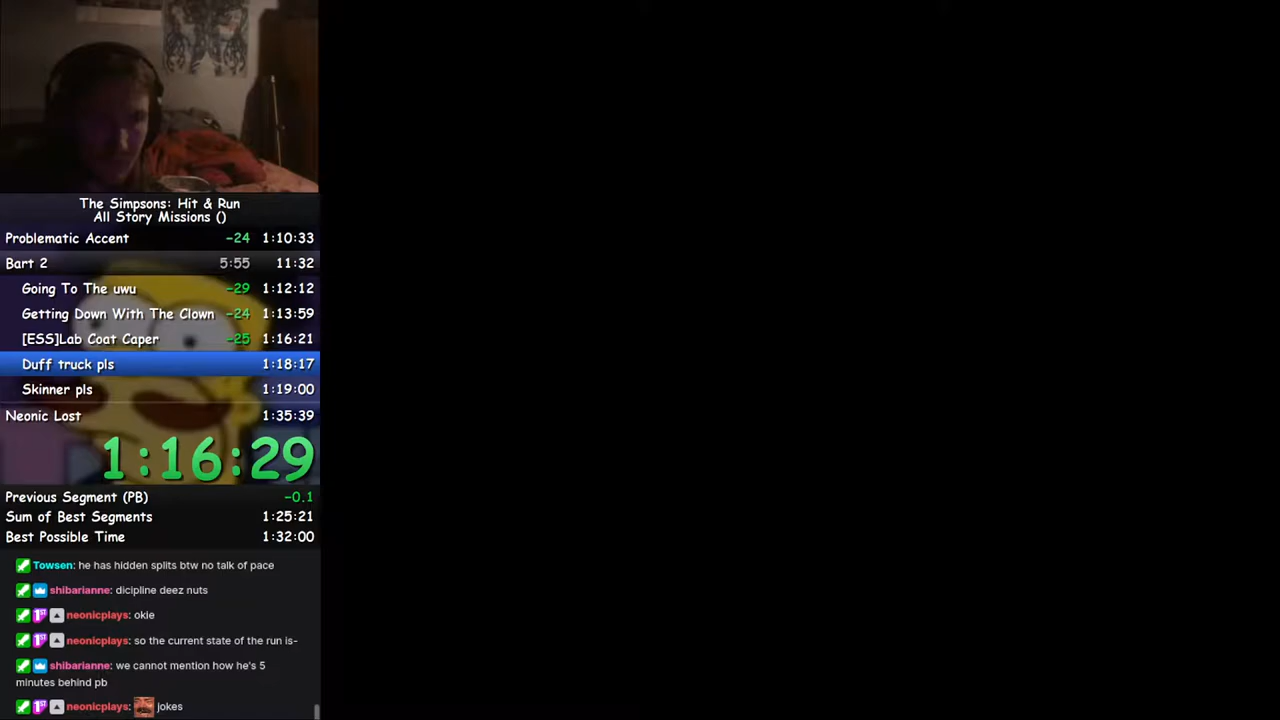 The Simpsons: Hit & Run
All Story Missions ()
Problematic Accent -24 1:10:33
Bart 2 5:55 11:32
Going To The uwu -29 1:12:12
Getting Down With The Clown -24 1:13:59
[ESS]Lab Coat Caper -25 1:16:21
Duff truck pls 1:18:17
Skinner pls 1:19:00
Neonic Lost 1:35:39
1:16:29
Previous Segment (PB) -0.1
Sum of Best Segments 1:25:21
Best Possible Time 1:32:00
Towsen: he has hidden splits btw no talk of pace
shibarianne: dicipline deez nuts
1ST neonicplays: okie
1ST neonicplays: so the current state of the run is-
shibarianne: we cannot mention how he's 5
minutes behind pb
1ST neonicplays: jokes